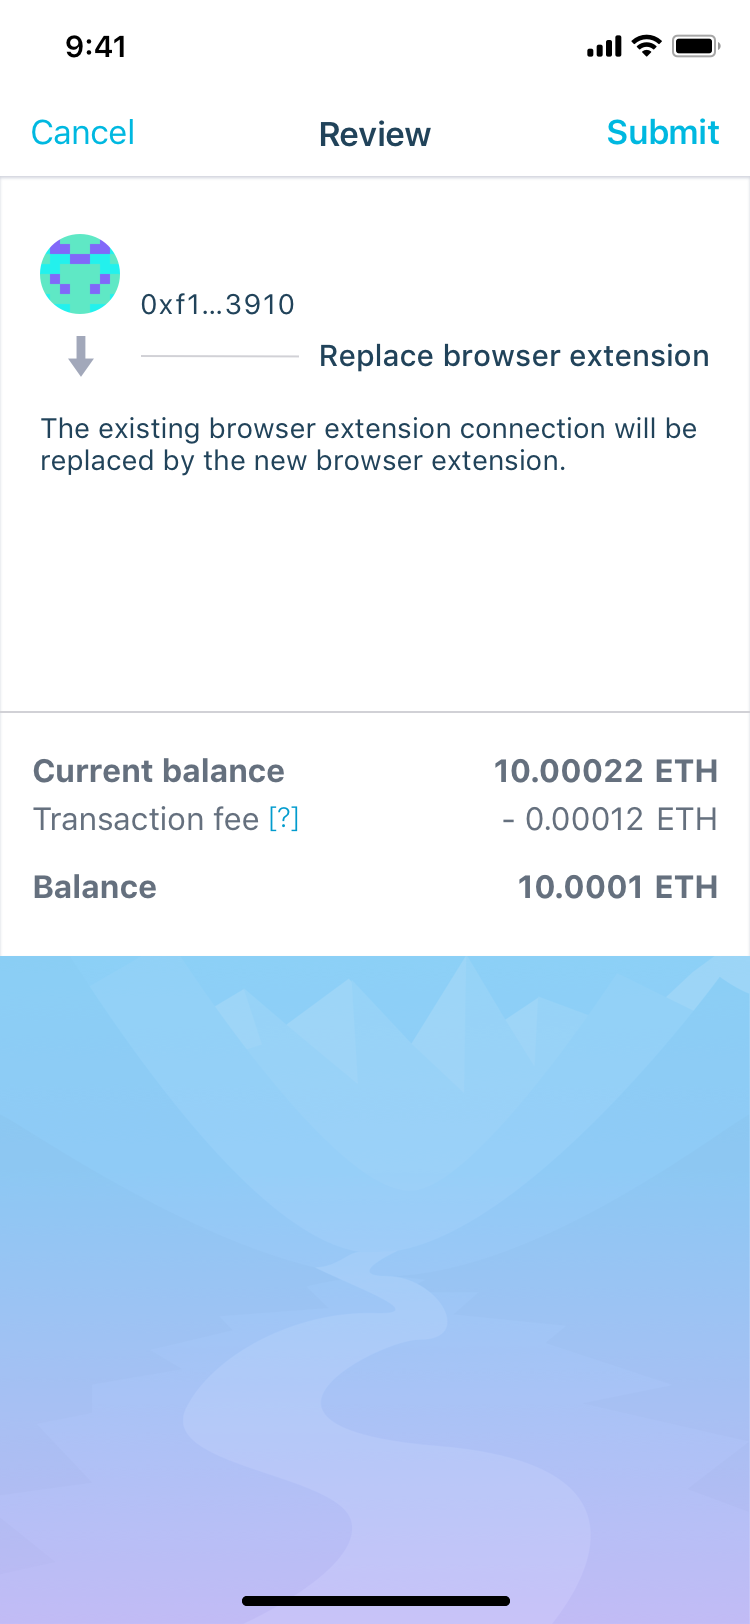 9:41
Cancel Review Submit
0xf1...3910
Replace browser extension
The existing browser extension connection will be
replaced by the new browser extension.
Current balance 10.00022 ETH
Transaction fee [?] - 0.00012 ETH
Balance 10.0001 ETH